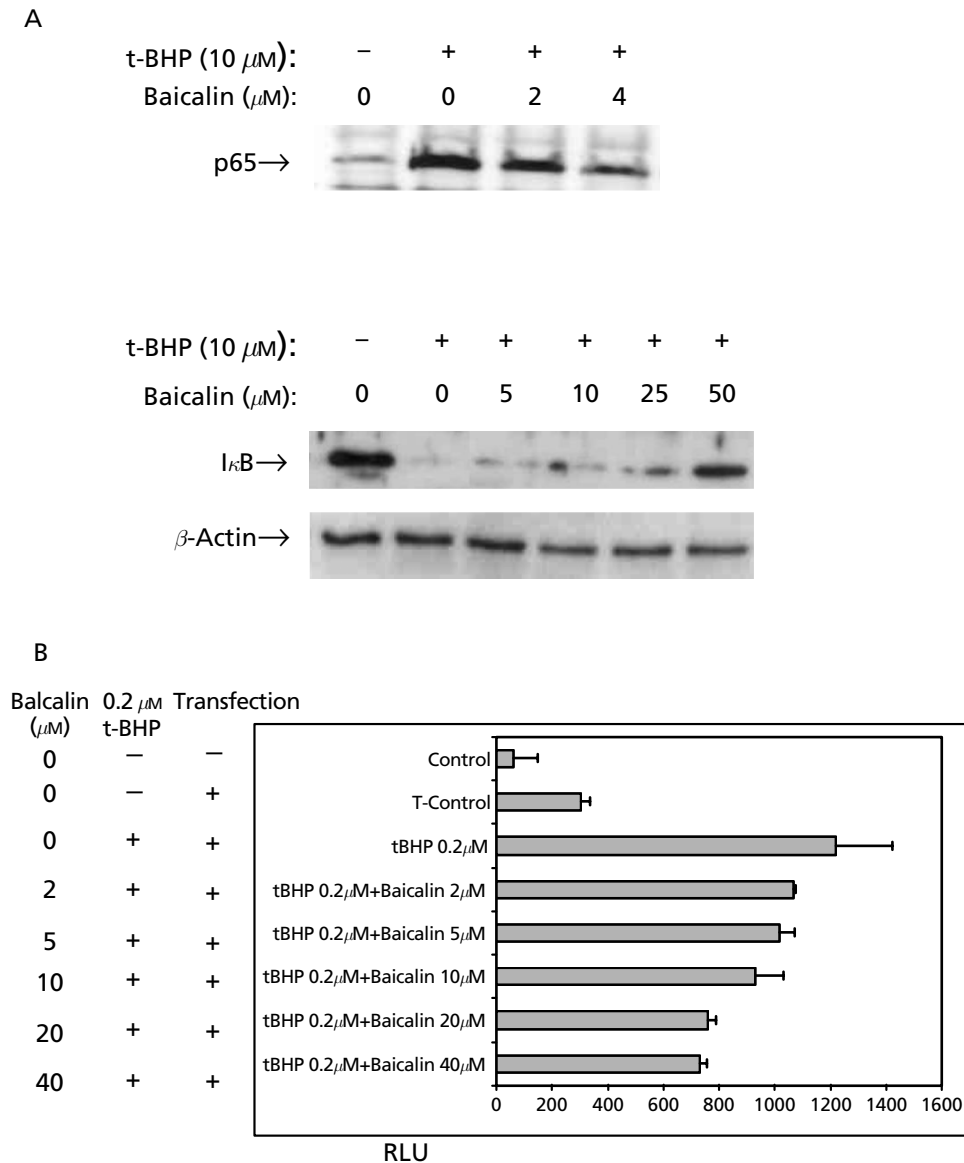 A
t-BHP (10 μM): − + + +
Baicalin (μM): 0 0 2 4
p65→
t-BHP (10 μM): − + + + + +
Baicalin (μM): 0 0 5 10 25 50
IκB→
β-Actin→
B
Balcalin 0.2 μM Transfection
(μM) t-BHP
0 − − Control
0 − + T-Control
0 + + tBHP 0.2μM
2 + + tBHP 0.2μM+Baicalin 2μM
5 + + tBHP 0.2μM+Baicalin 5μM
10 + + tBHP 0.2μM+Baicalin 10μM
20 + + tBHP 0.2μM+Baicalin 20μM
40 + + tBHP 0.2μM+Baicalin 40μM
0 200 400 600 800 1000 1200 1400 1600
RLU